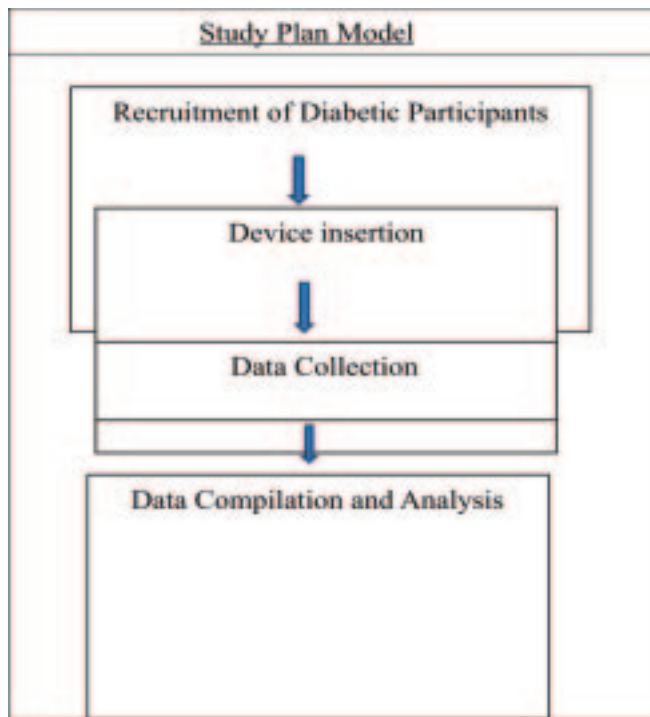 Study Plan Model
Recruitment of Diabetic Participants
Device insertion
Data Collection
Data Compilation and Analysis